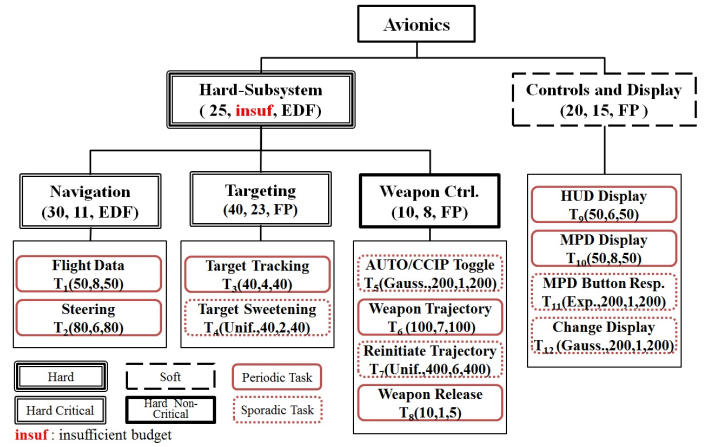 Avionics
Hard-Subsystem
( 25, insuf, EDF)
Controls and Display
(20, 15, FP )
Navigation
(30, 11, EDF)
Targeting
(40, 23, FP)
Weapon Ctrl.
(10, 8, FP)
Flight Data
T₁(50,8,50)
Steering
T₂(80,6,80)
Target Tracking
T₃(40,4,40)
Target Sweetening
T₄(Unif.,40,2,40)
AUTO/CCIP Toggle
T₅(Gauss.,200,1,200)
Weapon Trajectory
T₆ (100,7,100)
Reinitiate Trajectory
T₇(Unif.,400,6,400)
Weapon Release
T₈(10,1,5)
HUD Display
T₉(50,6,50)
MPD Display
T₁₀(50,8,50)
MPD Button Resp.
T₁₁(Exp.,200,1,200)
Change Display
T₁₂(Gauss.,200,1,200)
Hard
Soft
Periodic Task
Hard Critical
Hard Non-
Critical
Sporadic Task
insuf : insufficient budget